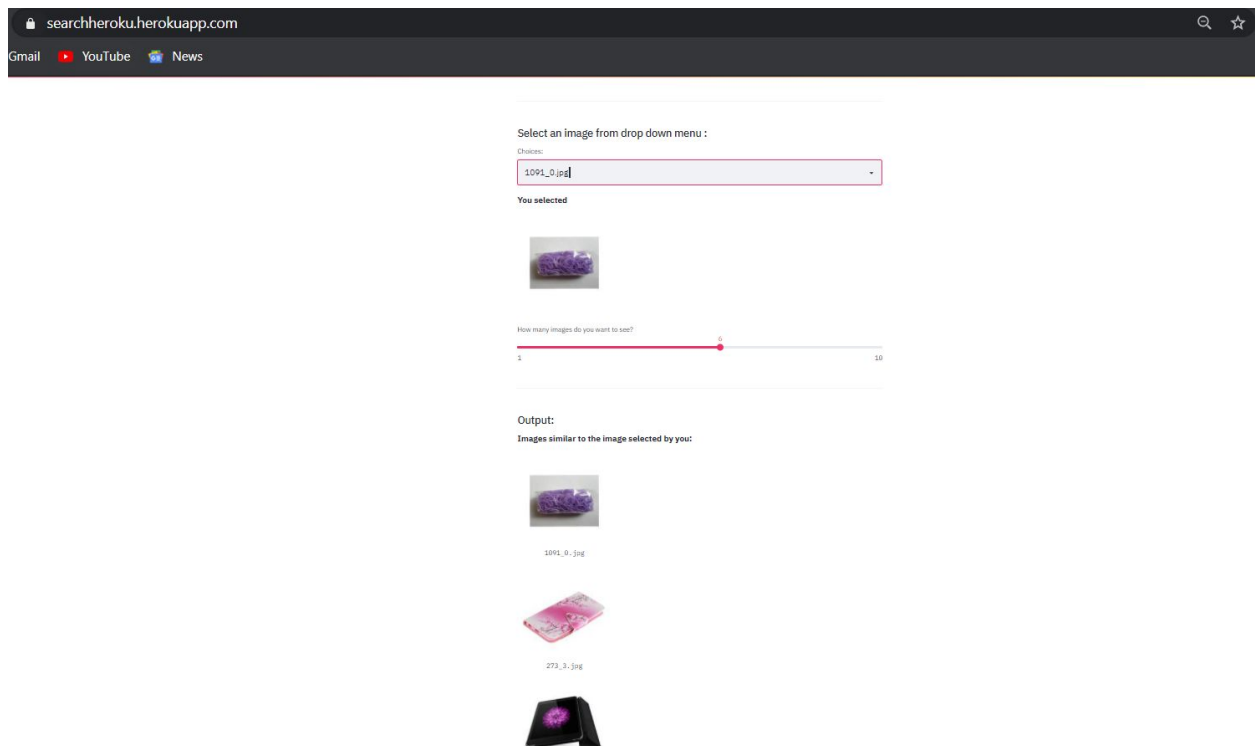 searchheroku.herokuapp.com
Gmail YouTube News
Select an image from drop down menu :
Choices:
1091_0.jpg
You selected
How many images do you want to see?
6
1 10
Output:
Images similar to the image selected by you:
1091_0.jpg
273_3.jpg